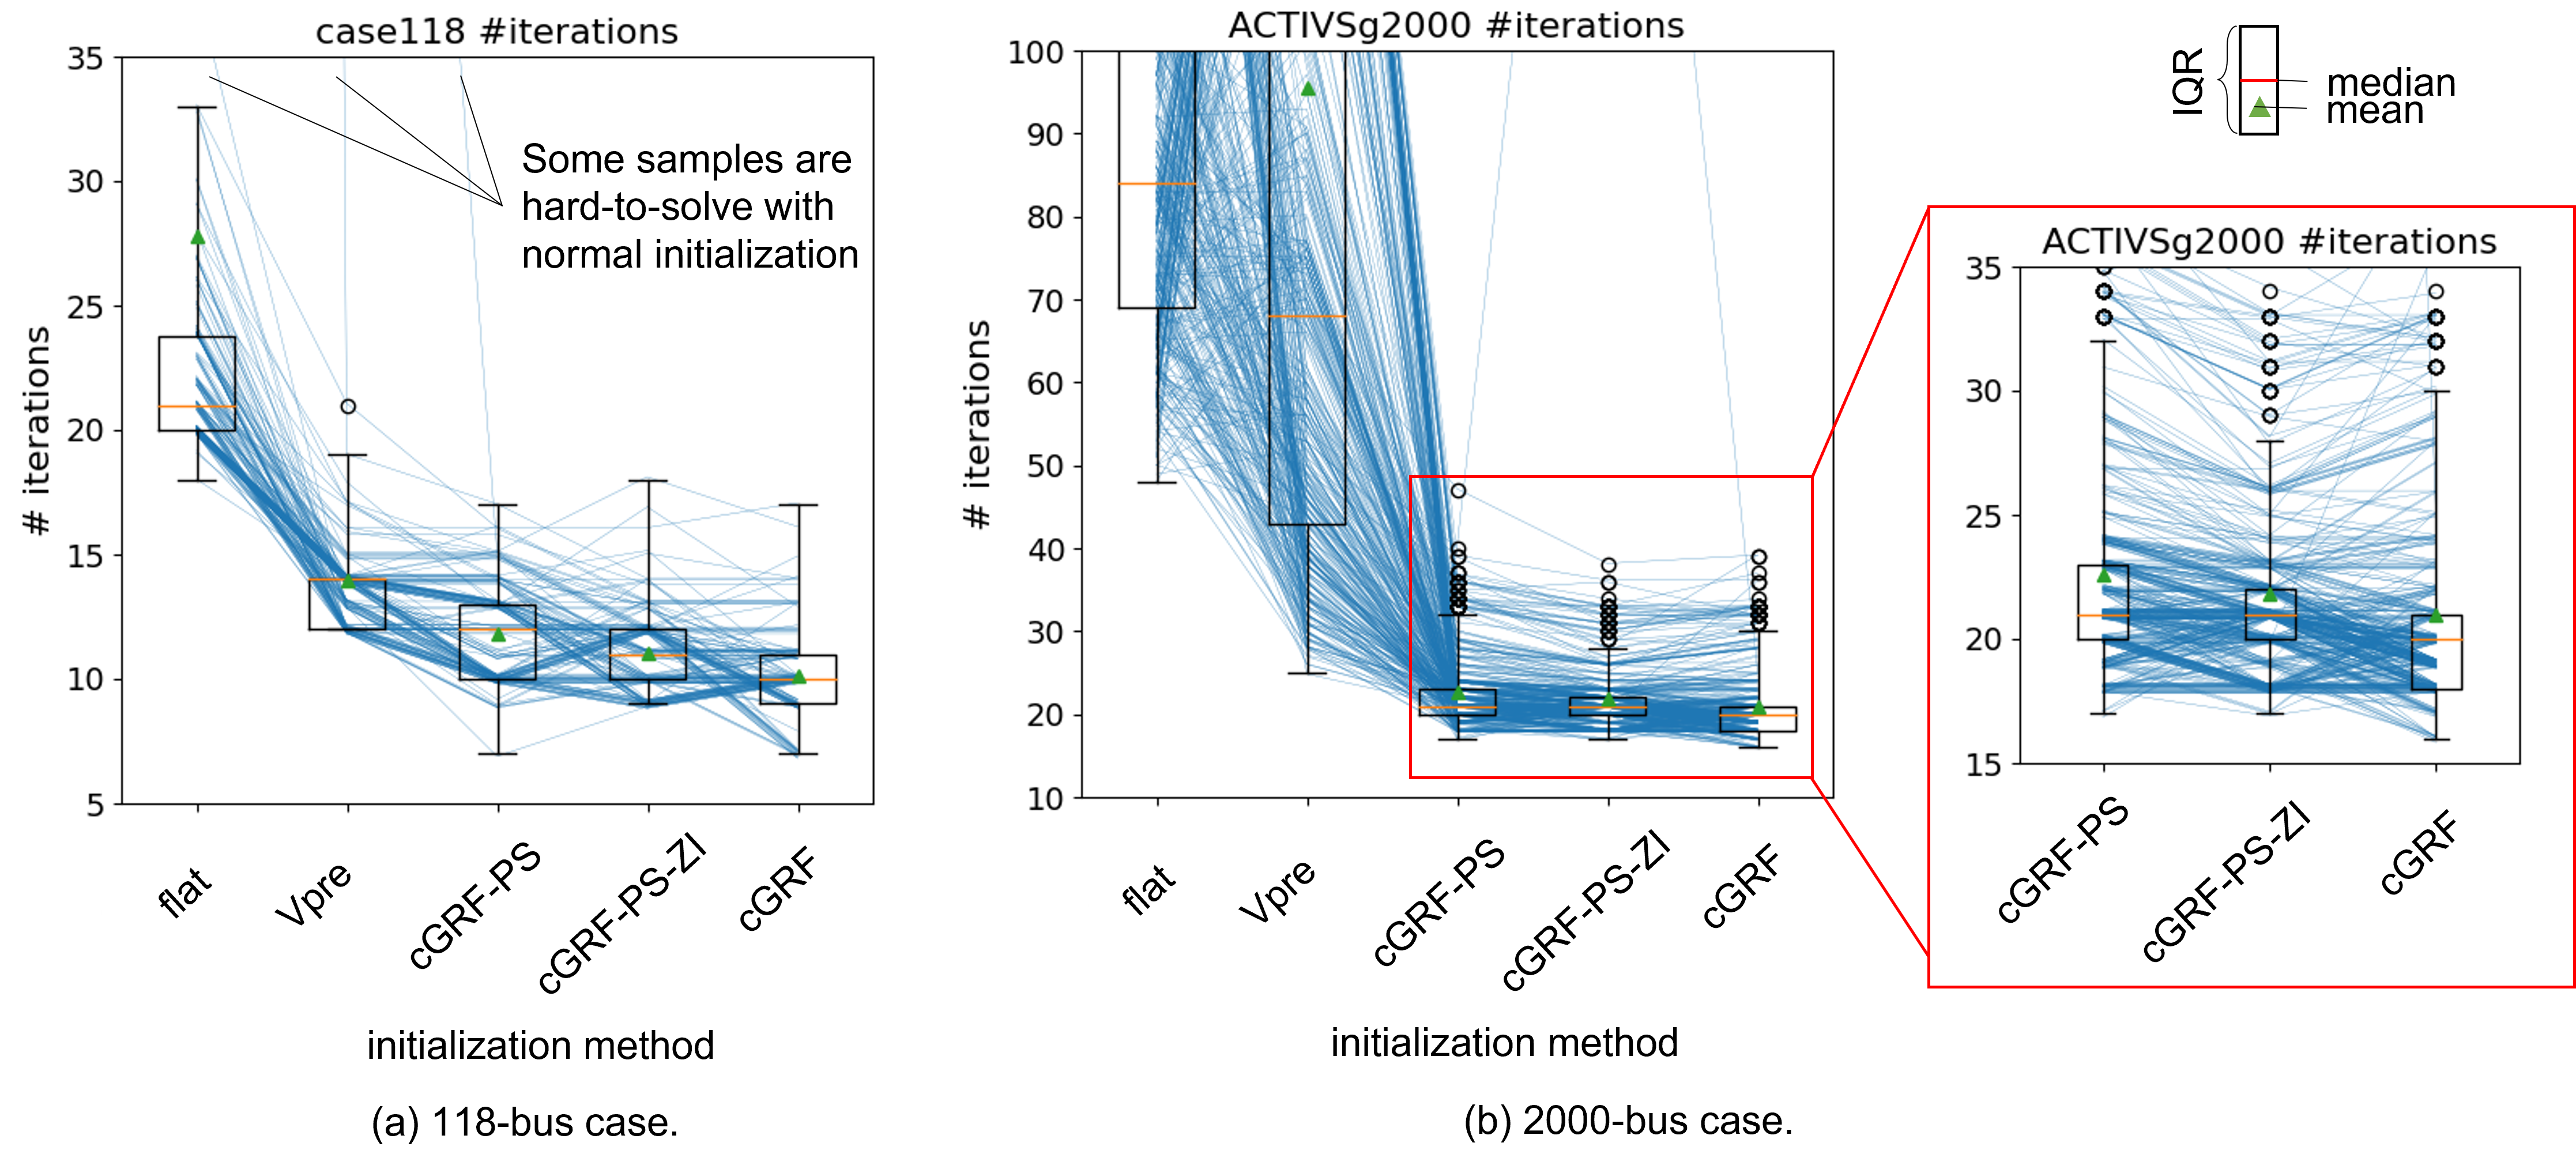 case118 #iterations
35
30
25
20
15
10
5
# iterations
Some samples are
hard-to-solve with
normal initialization
flat
Vpre
cGRF-PS
cGRF-PS-ZI
cGRF
initialization method
(a) 118-bus case.
ACTIVSg2000 #iterations
100
90
80
70
60
50
40
30
20
10
# iterations
flat
Vpre
cGRF-PS
cGRF-PS-ZI
cGRF
initialization method
(b) 2000-bus case.
IQR
median
mean
ACTIVSg2000 #iterations
35
30
25
20
15
cGRF-PS
cGRF-PS-ZI
cGRF